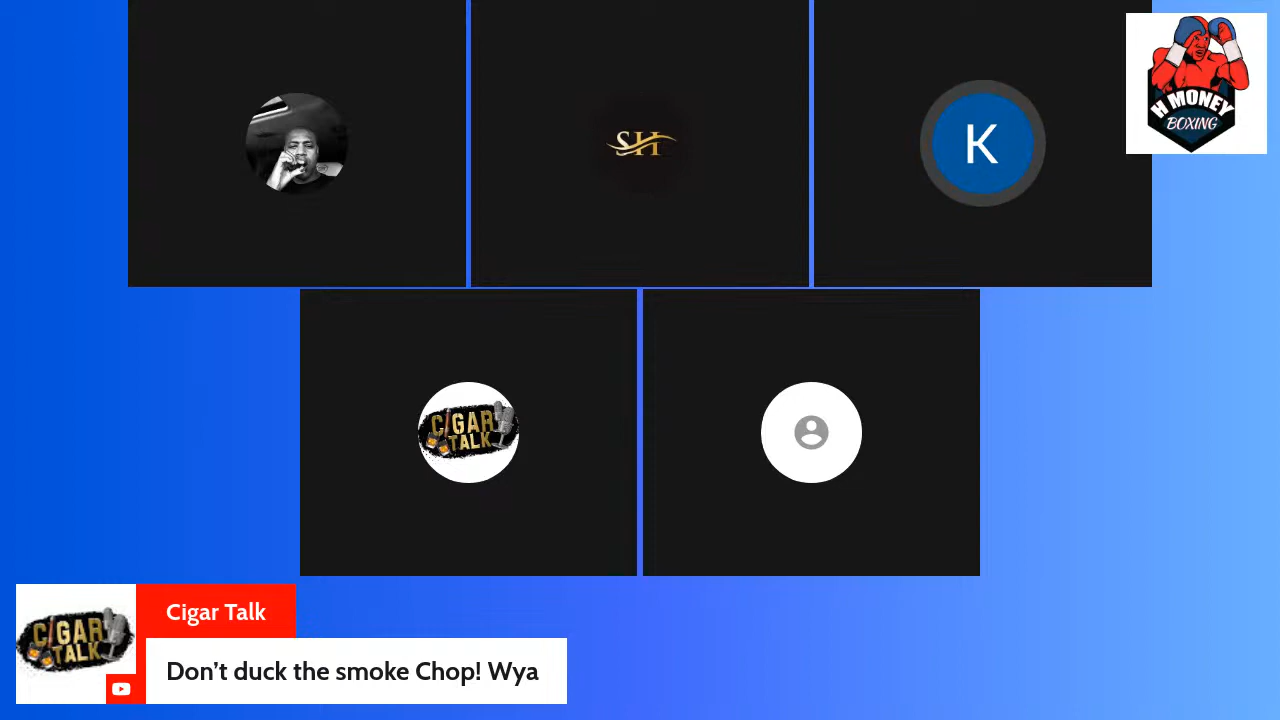 SH
K
H MONEY
BOXING
CIGAR
TALK
CIGAR
TALK
Cigar Talk
Don't duck the smoke Chop! Wya